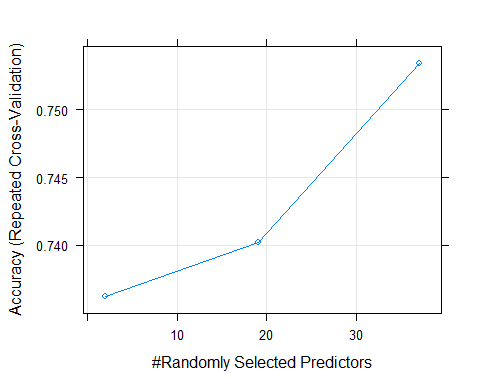 Accuracy (Repeated Cross-Validation)
0.750
0.745
0.740
10 20 30
#Randomly Selected Predictors